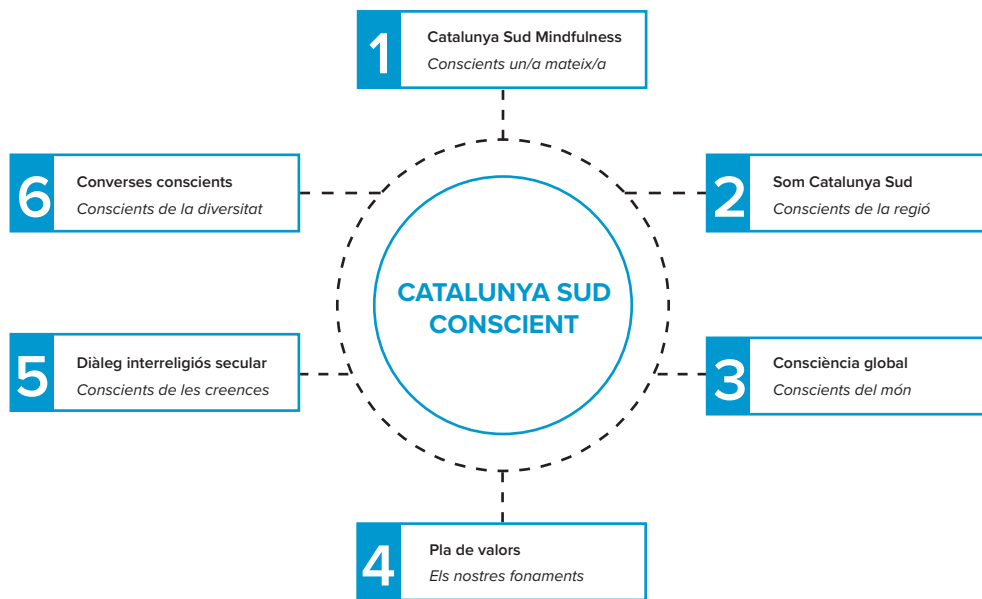 1
Catalunya Sud Mindfulness
Conscients un/a mateix/a
2
Som Catalunya Sud
Conscients de la regió
3
Consciència global
Conscients del món
4
Pla de valors
Els nostres fonaments
5
Diàleg interreligiós secular
Conscients de les creences
6
Converses conscients
Conscients de la diversitat
CATALUNYA SUD
CONSCIENT